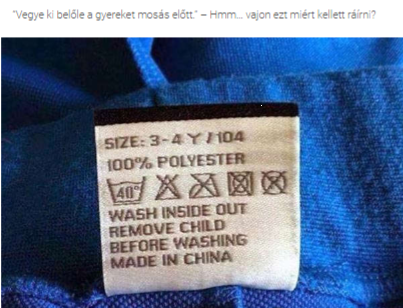 "Vegye ki belőle a gyereket mosás előtt." – Hmm... vajon ezt miért kellett ráírni?
SIZE: 3-4 Y / 104
100% POLYESTER
40°
WASH INSIDE OUT
REMOVE CHILD
BEFORE WASHING
MADE IN CHINA